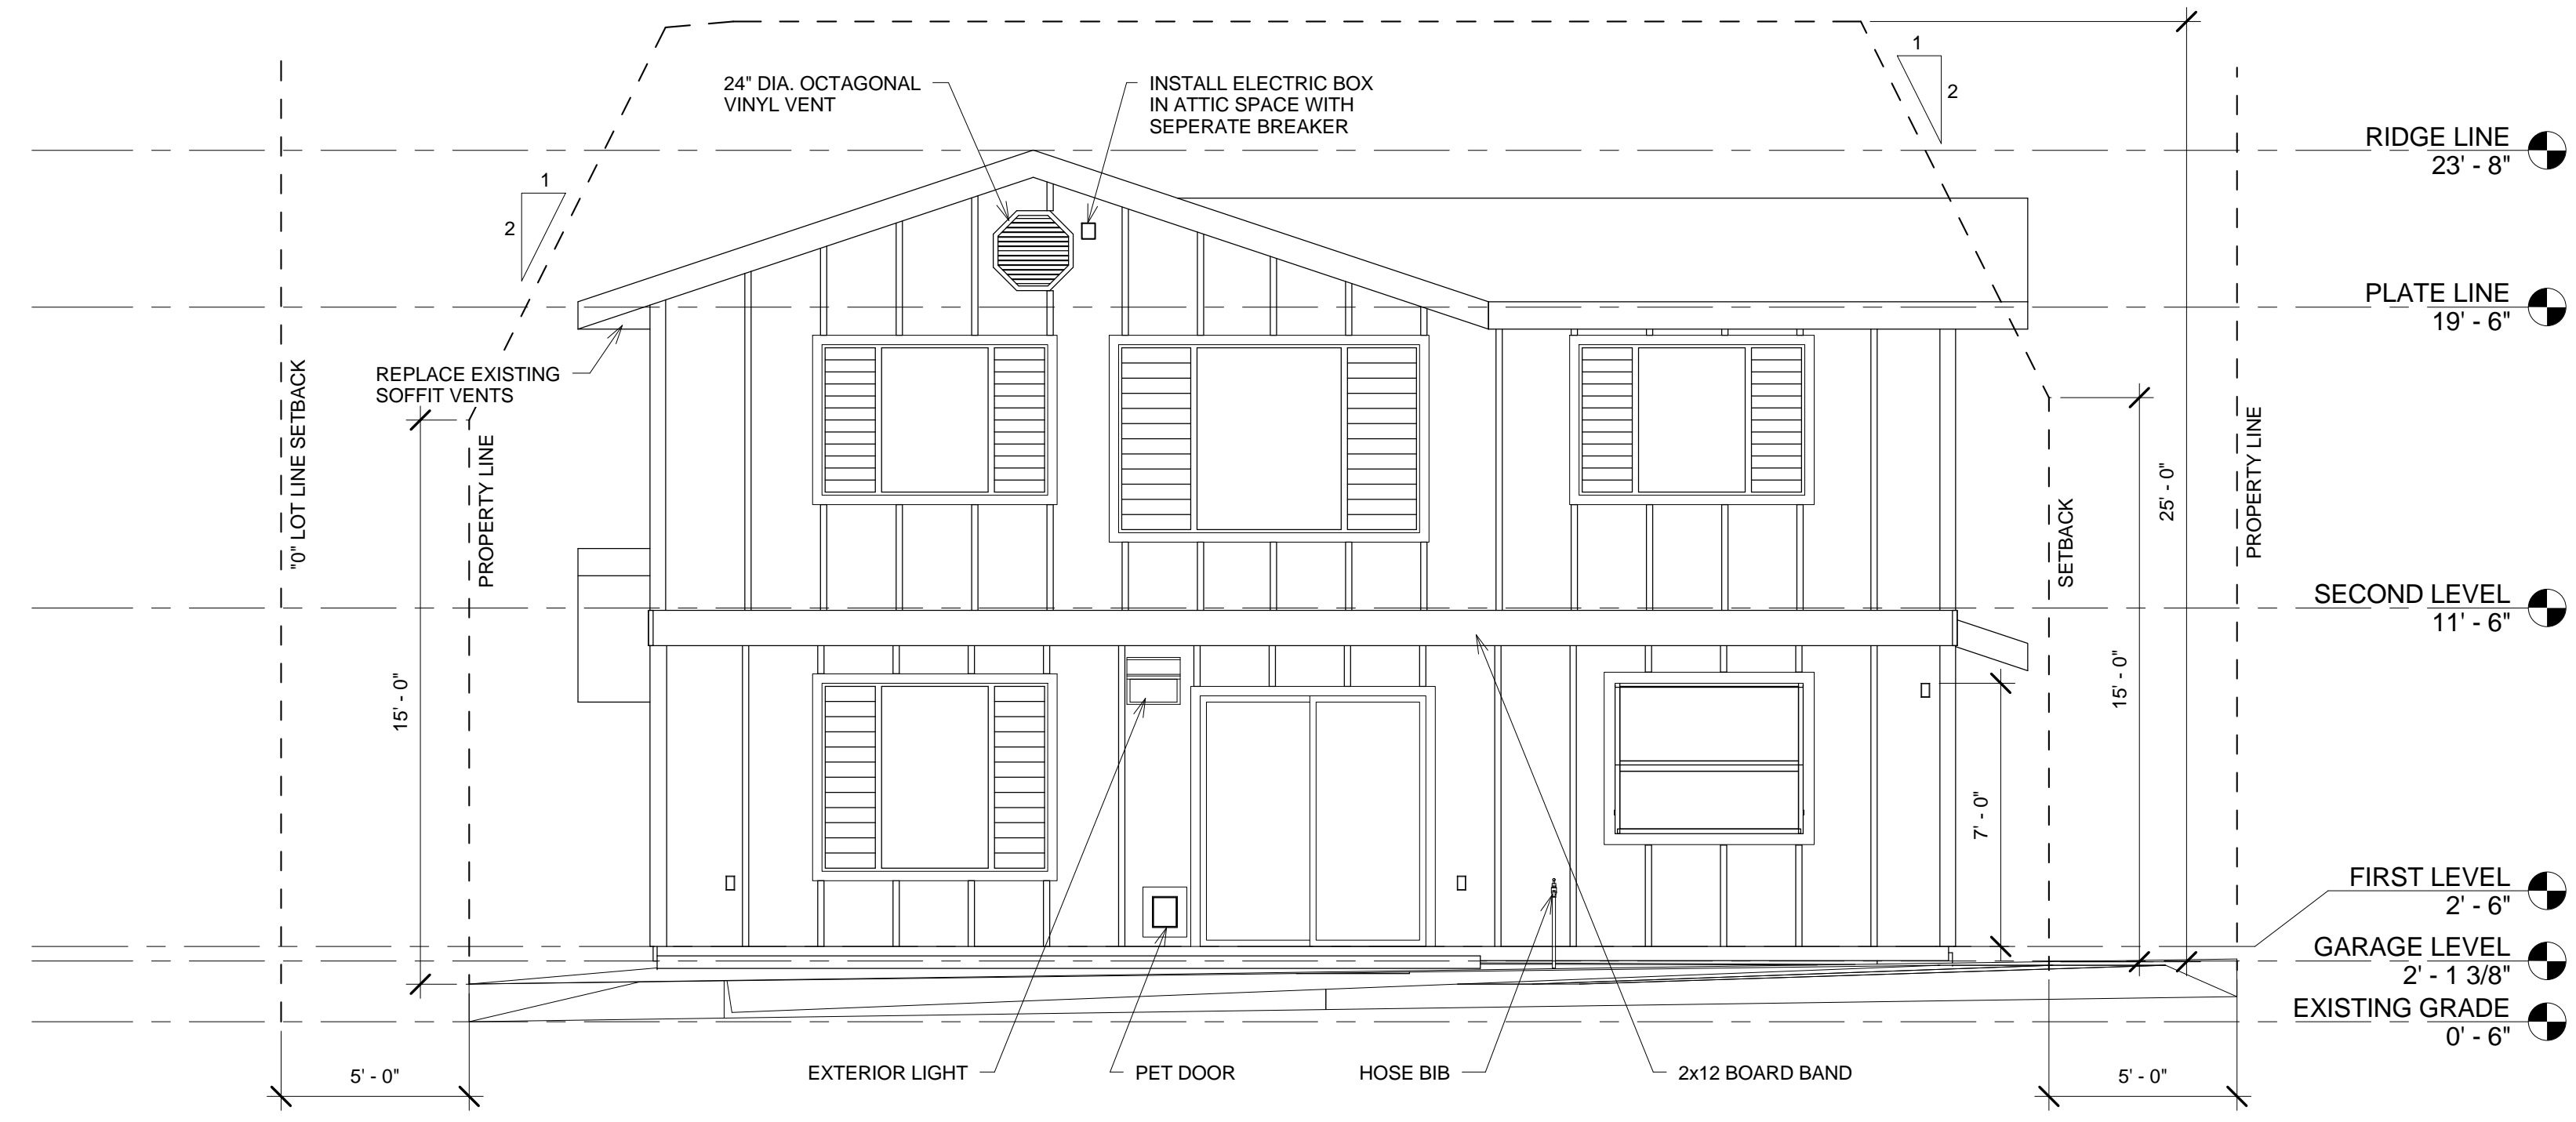 24" DIA. OCTAGONAL
VINYL VENT
INSTALL ELECTRIC BOX
IN ATTIC SPACE WITH
SEPERATE BREAKER
1
2
1
2
RIDGE LINE
23' - 8"
PLATE LINE
19' - 6"
REPLACE EXISTING
SOFFIT VENTS
"0" LOT LINE SETBACK
PROPERTY LINE
15' - 0"
SETBACK
15' - 0"
25' - 0"
PROPERTY LINE
7' - 0"
SECOND LEVEL
11' - 6"
FIRST LEVEL
2' - 6"
GARAGE LEVEL
2' - 1 3/8"
EXISTING GRADE
0' - 6"
5' - 0"
EXTERIOR LIGHT
PET DOOR
HOSE BIB
2x12 BOARD BAND
5' - 0"